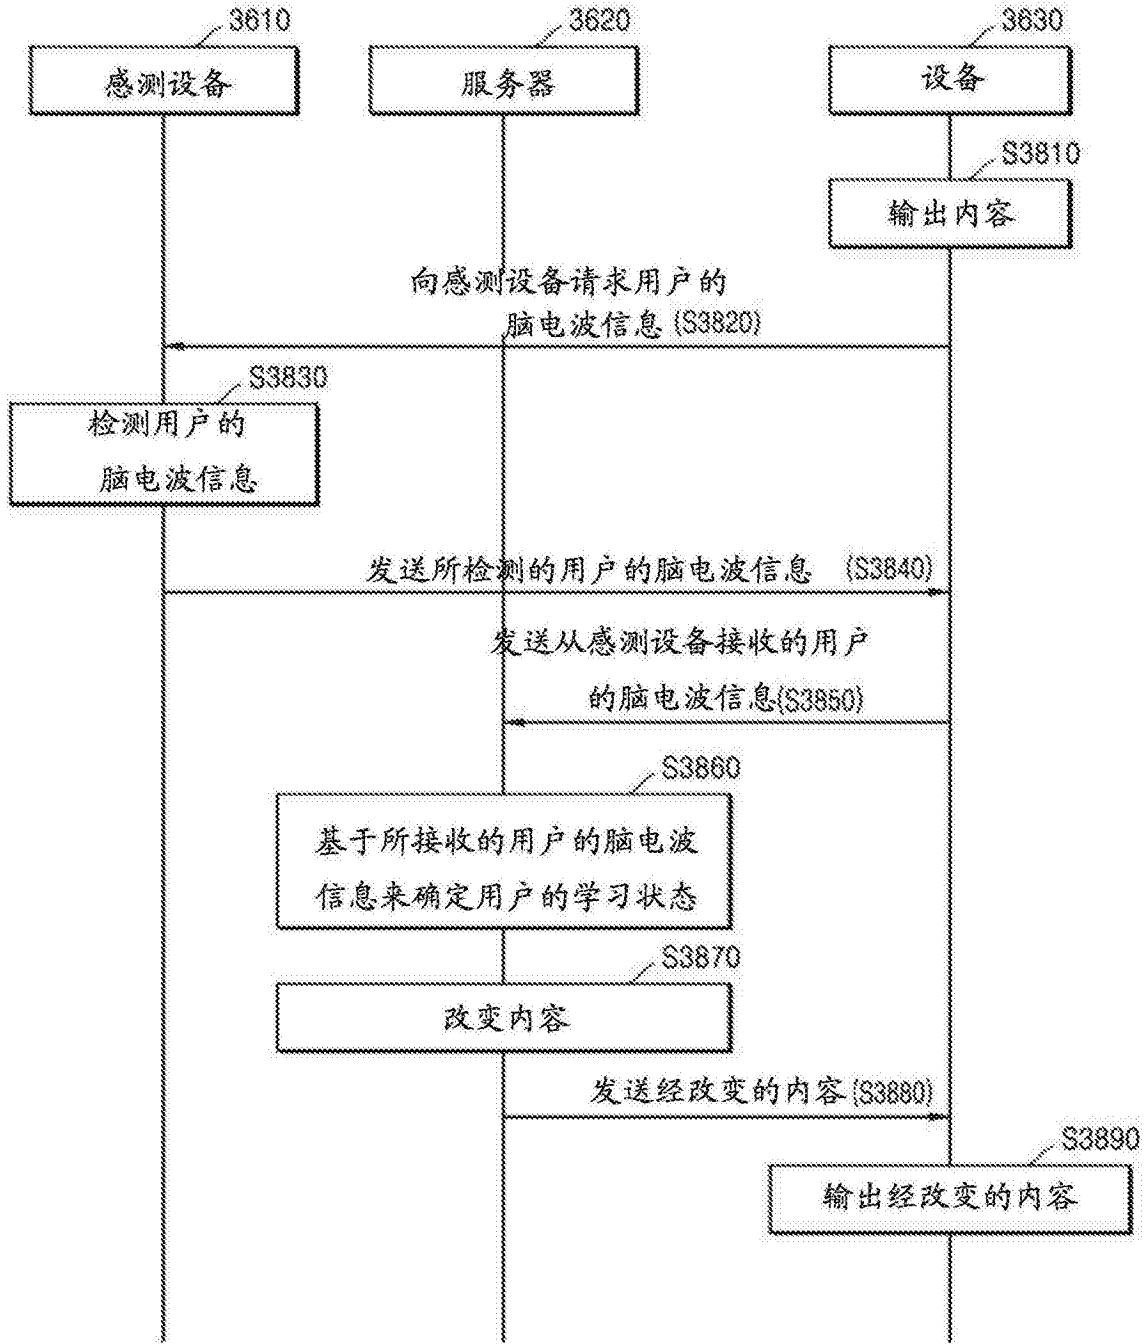 3610
3620
3630
感测设备
服务器
设备
S3810
输出内容
向感测设备请求用户的
脑电波信息 (S3820)
S3830
检测用户的
脑电波信息
发送所检测的用户的脑电波信息 (S3840)
发送从感测设备接收的用户
的脑电波信息(S3850)
S3860
基于所接收的用户的脑电波
信息来确定用户的学习状态
S3870
改变内容
发送经改变的内容(S3880)
S3890
输出经改变的内容